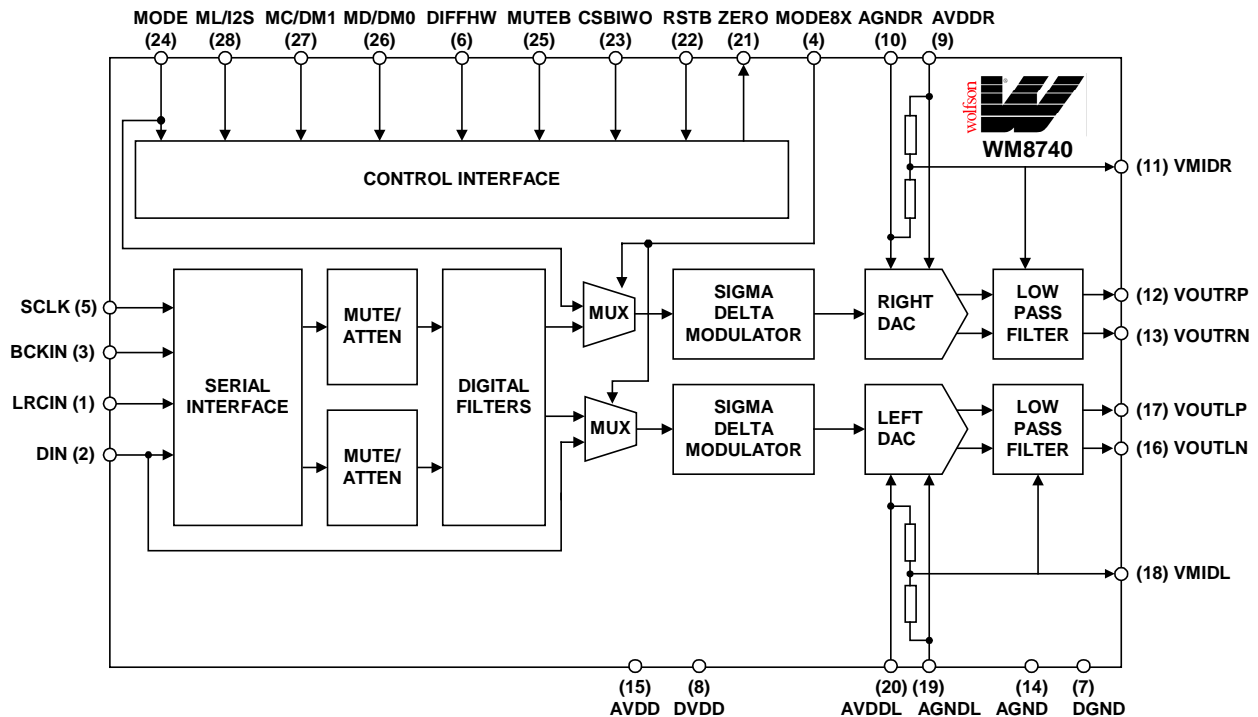 MODE ML/I2S MC/DM1 MD/DM0 DIFFHW MUTEB CSBIWO RSTB ZERO MODE8X AGNDR AVDDR
(24) (28) (27) (26) (6) (25) (23) (22) (21) (4) (10) (9)
wolfson
®
WM8740
CONTROL INTERFACE
(11) VMIDR
SCLK (5)
BCKIN (3)
LRCIN (1)
DIN (2)
SERIAL
INTERFACE
MUTE/
ATTEN
MUTE/
ATTEN
DIGITAL
FILTERS
MUX
MUX
SIGMA
DELTA
MODULATOR
SIGMA
DELTA
MODULATOR
RIGHT
DAC
LEFT
DAC
LOW
PASS
FILTER
LOW
PASS
FILTER
(12) VOUTRP
(13) VOUTRN
(17) VOUTLP
(16) VOUTLN
(18) VMIDL
(15) (8) (20) (19) (14) (7)
AVDD DVDD AVDDL AGNDL AGND DGND